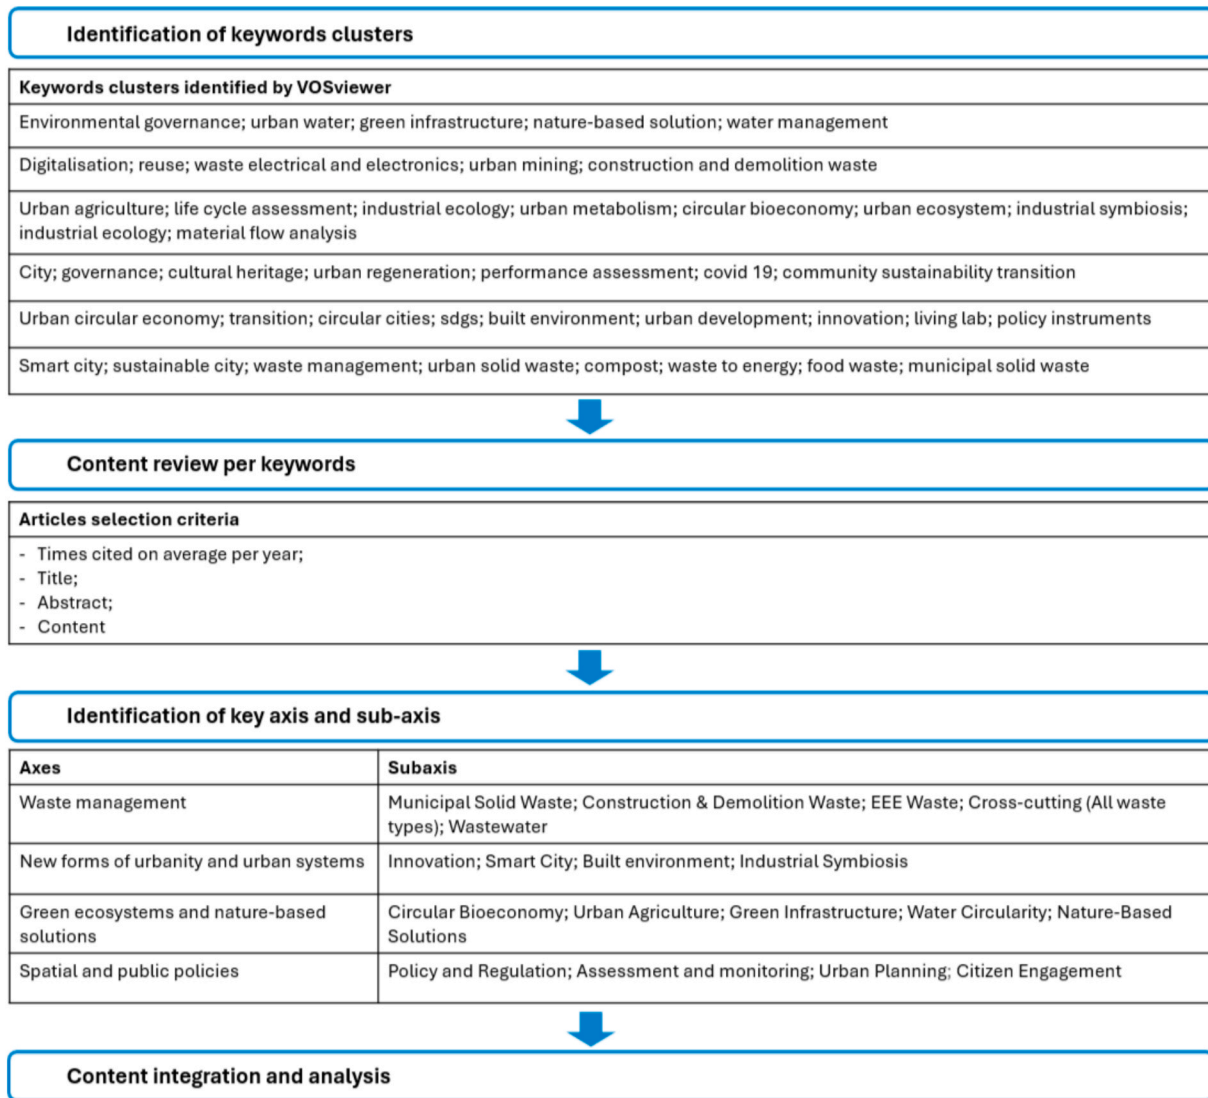 Identification of keywords clusters
Keywords clusters identified by VOSviewer
Environmental governance; urban water; green infrastructure; nature-based solution; water management
Digitalisation; reuse; waste electrical and electronics; urban mining; construction and demolition waste
Urban agriculture; life cycle assessment; industrial ecology; urban metabolism; circular bioeconomy; urban ecosystem; industrial symbiosis;
industrial ecology; material flow analysis
City; governance; cultural heritage; urban regeneration; performance assessment; covid 19; community sustainability transition
Urban circular economy; transition; circular cities; sdgs; built environment; urban development; innovation; living lab; policy instruments
Smart city; sustainable city; waste management; urban solid waste; compost; waste to energy; food waste; municipal solid waste
Content review per keywords
Articles selection criteria
- Times cited on average per year;
- Title;
- Abstract;
- Content
Identification of key axis and sub-axis
Axes Subaxis
Waste management Municipal Solid Waste; Construction & Demolition Waste; EEE Waste; Cross-cutting (All waste
types); Wastewater
New forms of urbanity and urban systems Innovation; Smart City; Built environment; Industrial Symbiosis
Green ecosystems and nature-based Circular Bioeconomy; Urban Agriculture; Green Infrastructure; Water Circularity; Nature-Based
solutions Solutions
Spatial and public policies Policy and Regulation; Assessment and monitoring; Urban Planning; Citizen Engagement
Content integration and analysis